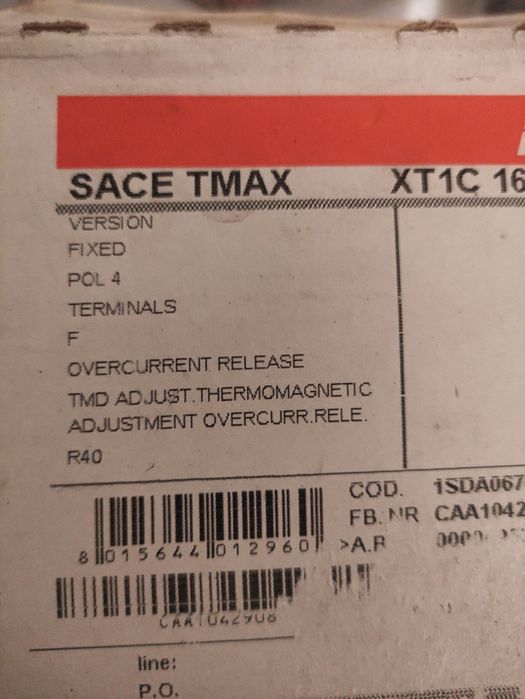 SACE TMAX XT1C 16
VERSION
FIXED
POL 4
TERMINALS
F
OVERCURRENT RELEASE
TMD ADJUST.THERMOMAGNETIC
ADJUSTMENT OVERCURR.RELE.
R40
COD. 1SDA067
FB. NR CAA1042
8 015644 012960 >A.B
CAA1042908
line:
P.O.